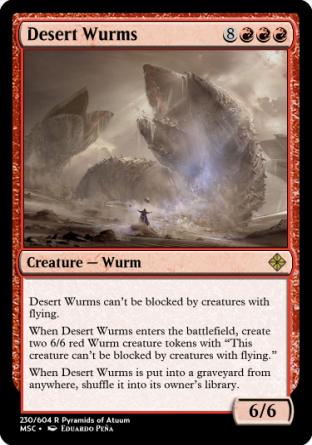 Desert Wurms 8
Creature — Wurm
Desert Wurms can't be blocked by creatures with
flying.
When Desert Wurms enters the battlefield, create
two 6/6 red Wurm creature tokens with “This
creature can't be blocked by creatures with flying.”
When Desert Wurms is put into a graveyard from
anywhere, shuffle it into its owner's library.
6/6
230/604 R Pyramids of Atuum
MSC • Eduardo Peña